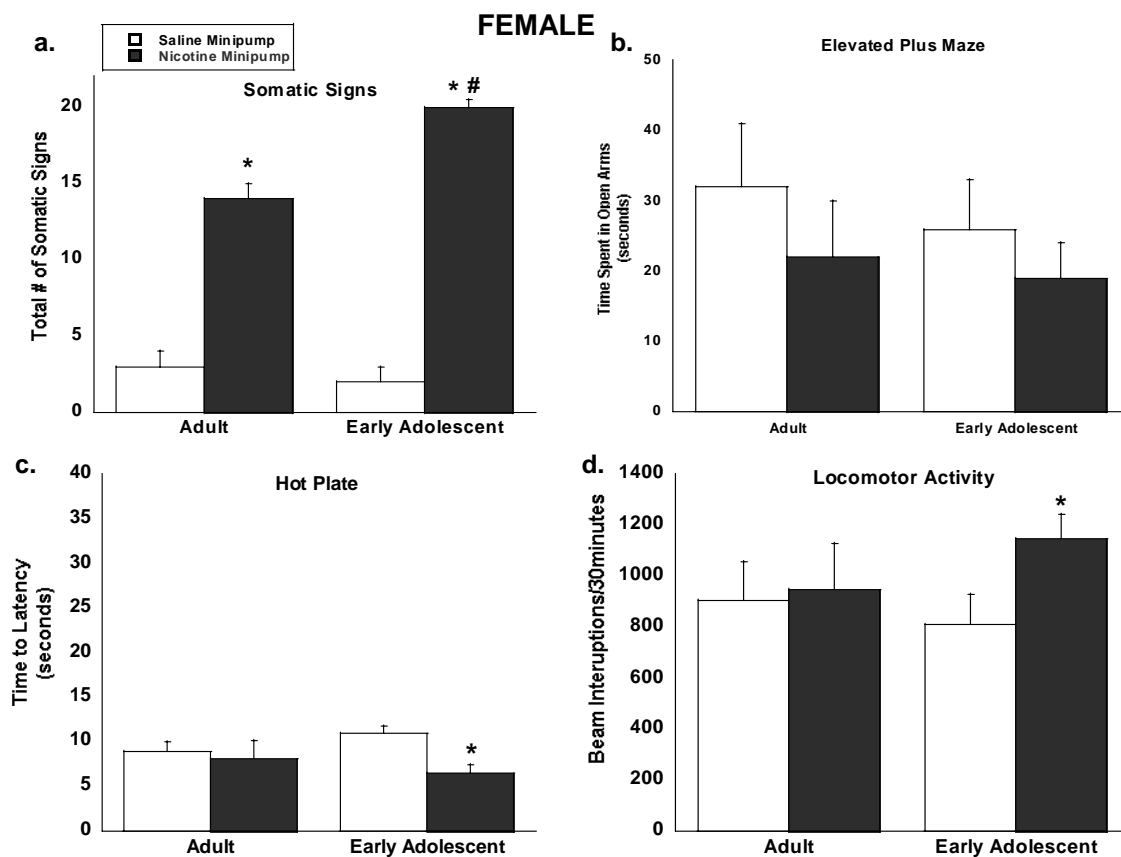 FEMALE
a.
Saline Minipump
Nicotine Minipump
Somatic Signs
Total # of Somatic Signs
20
15
10
5
0
*
* #
Adult
Early Adolescent
b.
Elevated Plus Maze
Time Spent in Open Arms
(seconds)
50
40
30
20
10
0
Adult
Early Adolescent
c.
Hot Plate
Time to Latency
(seconds)
40
35
30
25
20
15
10
5
0
*
Adult
Early Adolescent
d.
Locomotor Activity
Beam Interuptions/30minutes
1400
1200
1000
800
600
400
200
0
*
Adult
Early Adolescent